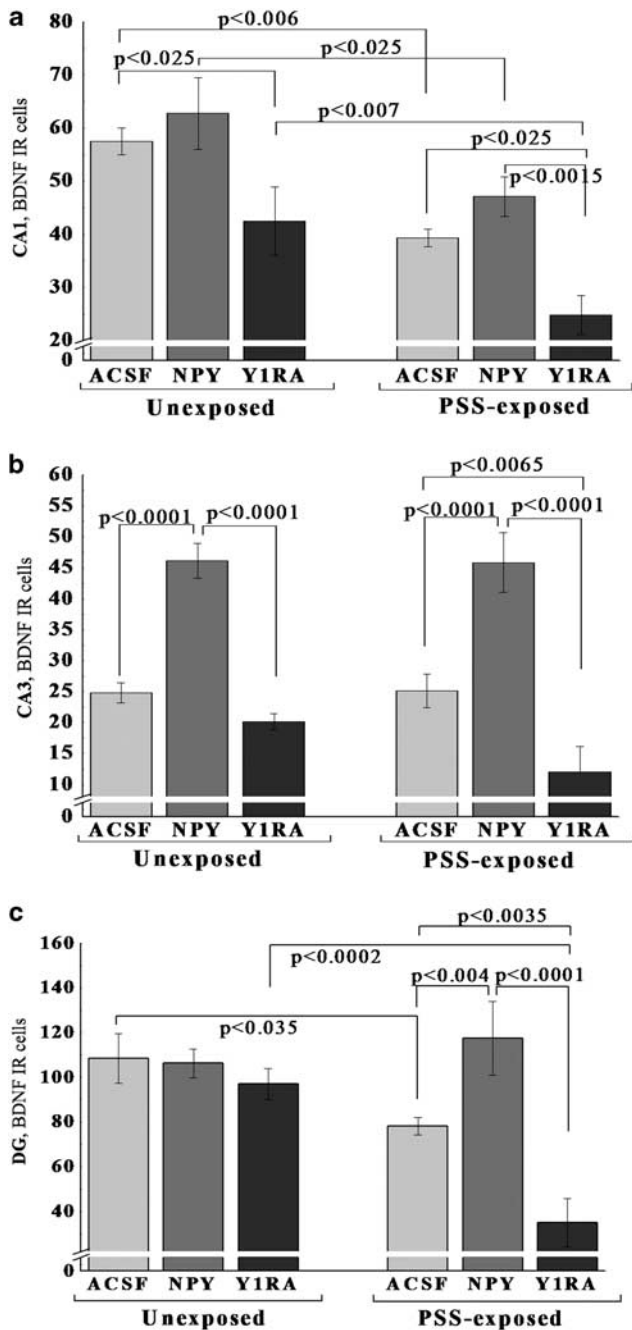 a
p<0.006
p<0.025
p<0.025
p<0.007
p<0.025
p<0.0015
CA1, BDNF IR cells
80
70
60
50
40
30
20
0
ACSF NPY Y1RA ACSF NPY Y1RA
Unexposed PSS-exposed
b
p<0.0065
p<0.0001 p<0.0001 p<0.0001 p<0.0001
CA3, BDNF IR cells
60
55
50
45
40
35
30
25
20
15
10
0
ACSF NPY Y1RA ACSF NPY Y1RA
Unexposed PSS-exposed
c
p<0.0035
p<0.0002
p<0.004 p<0.0001
p<0.035
DG, BDNF IR cells
160
140
120
100
80
60
40
0
ACSF NPY Y1RA ACSF NPY Y1RA
Unexposed PSS-exposed